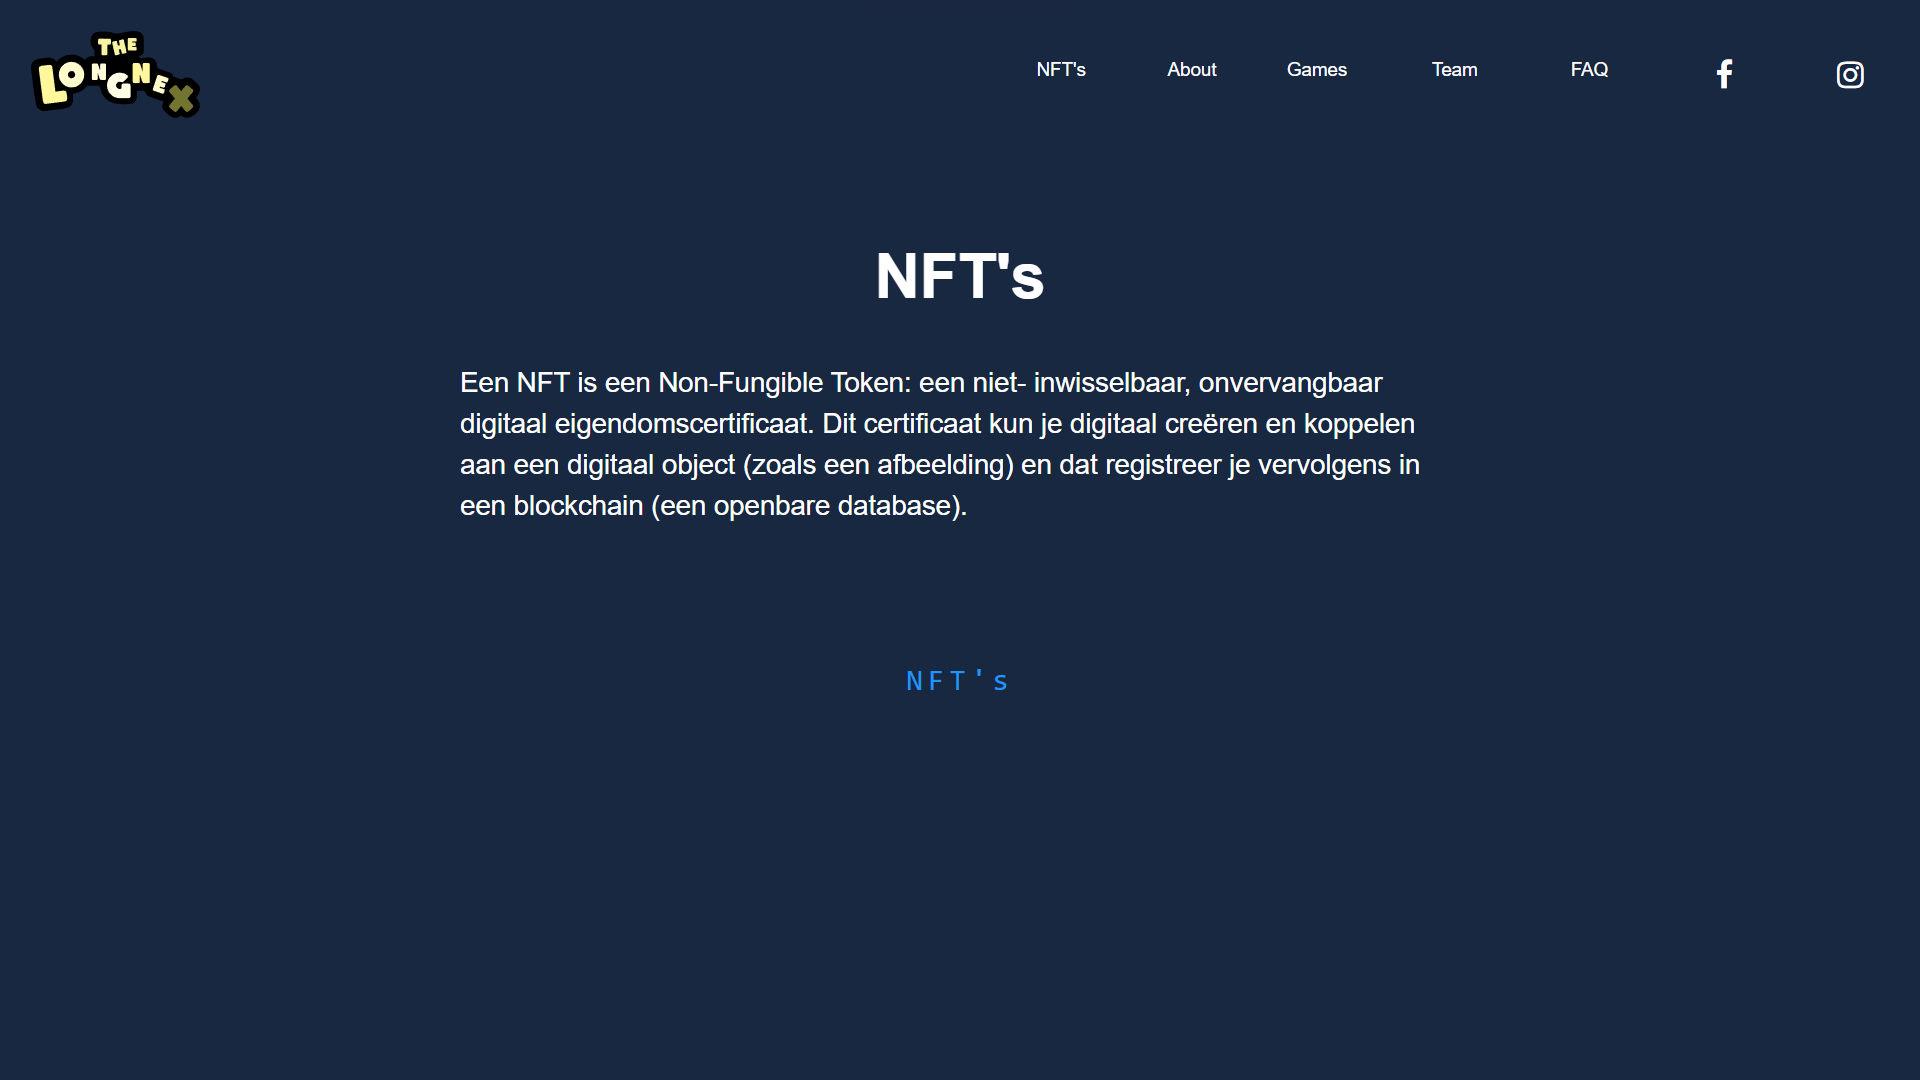 THE
LONGNEX
NFT's
About
Games
Team
FAQ
NFT's
Een NFT is een Non-Fungible Token: een niet- inwisselbaar, onvervangbaar
digitaal eigendomscertificaat. Dit certificaat kun je digitaal creëren en koppelen
aan een digitaal object (zoals een afbeelding) en dat registreer je vervolgens in
een blockchain (een openbare database).
NFT's